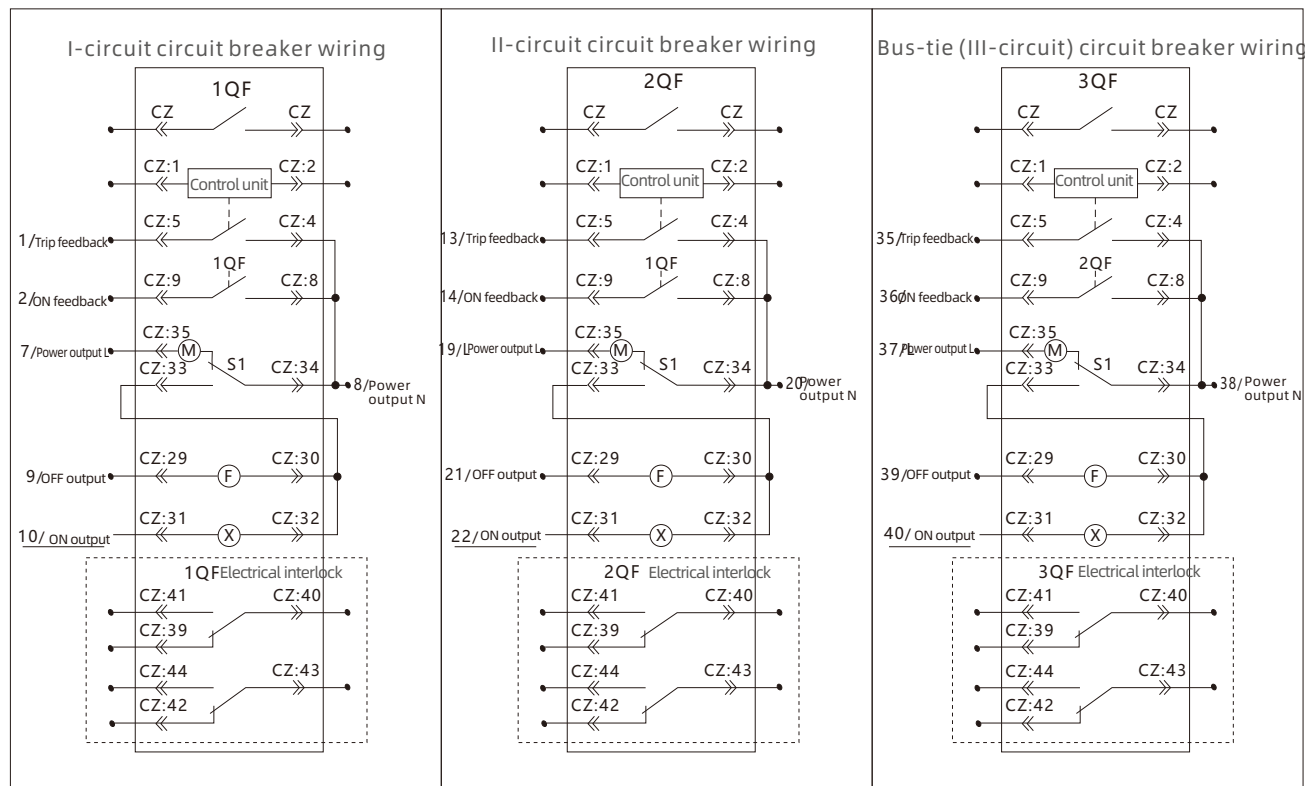 I-circuit circuit breaker wiring
1QF
CZ CZ
CZ:1 CZ:2
Control unit
CZ:5 CZ:4
1/Trip feedback
1QF
CZ:9 CZ:8
2/ON feedback
CZ:35
7/Power output L
M
CZ:33 S1 CZ:34
8/Power
output N
CZ:29 CZ:30
9/OFF output
F
CZ:31 CZ:32
10/ ON output
X
1QF Electrical interlock
CZ:41 CZ:40
CZ:39
CZ:44 CZ:43
CZ:42
II-circuit circuit breaker wiring
2QF
CZ CZ
CZ:1 CZ:2
Control unit
CZ:5 CZ:4
13/Trip feedback
1QF
CZ:9 CZ:8
14/ON feedback
CZ:35
19/LPower output L
M
CZ:33 S1 CZ:34
20/Power
output N
CZ:29 CZ:30
21/OFF output
F
CZ:31 CZ:32
22/ON output
X
2QF Electrical interlock
CZ:41 CZ:40
CZ:39
CZ:44 CZ:43
CZ:42
Bus-tie (III-circuit) circuit breaker wiring
3QF
CZ CZ
CZ:1 CZ:2
Control unit
CZ:5 CZ:4
35/Trip feedback
2QF
CZ:9 CZ:8
36/ON feedback
CZ:35
37/LPower output L
M
CZ:33 S1 CZ:34
38/Power
output N
CZ:29 CZ:30
39/OFF output
F
CZ:31 CZ:32
40/ ON output
X
3QF Electrical interlock
CZ:41 CZ:40
CZ:39
CZ:44 CZ:43
CZ:42